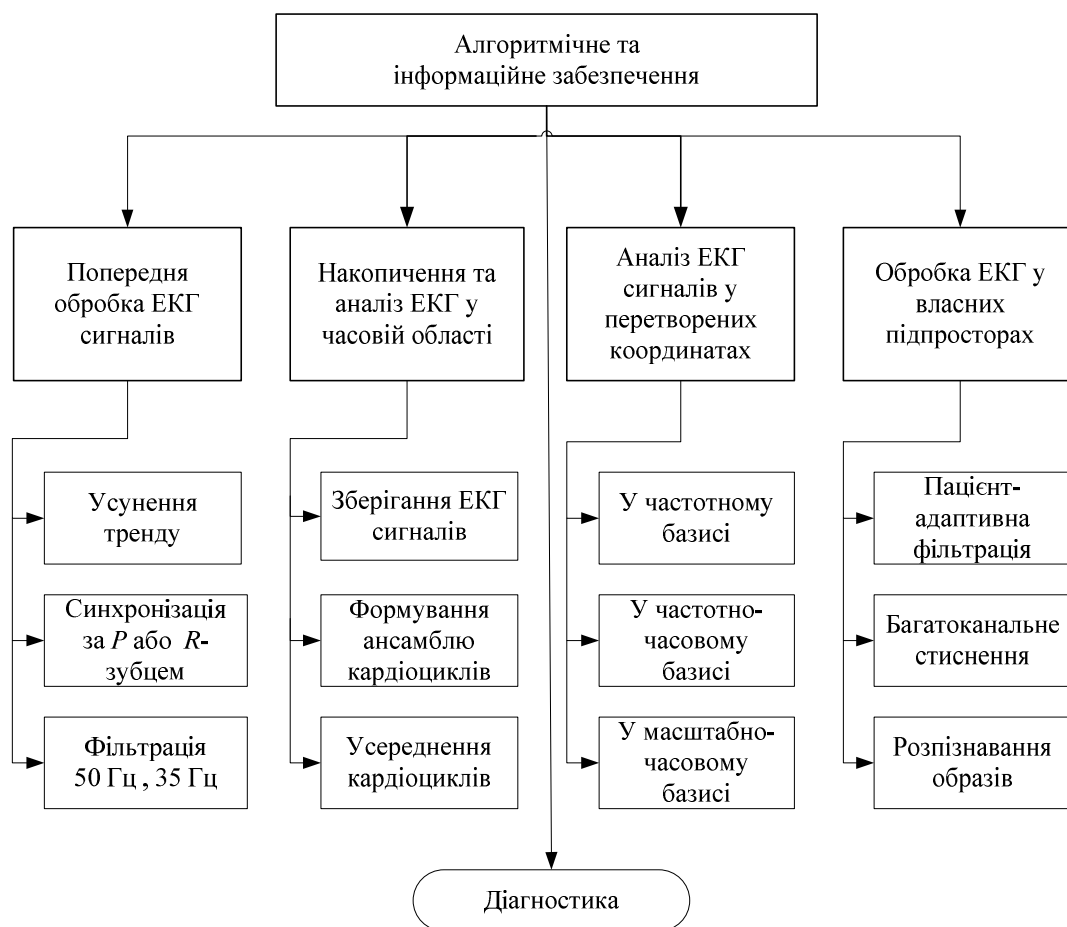 Алгоритмічне та
інформаційне забезпечення
Попередня
обробка ЕКГ
сигналів
Накопичення та
аналіз ЕКГ у
часовій області
Аналіз ЕКГ
сигналів у
перетворених
координатах
Обробка ЕКГ у
власних
підпросторах
Усунення
тренду
Синхронізація
за P або R-
зубцем
Фільтрація
50 Гц , 35 Гц
Зберігання ЕКГ
сигналів
Формування
ансамблю
кардіоциклів
Усереднення
кардіоциклів
У частотному
базисі
У частотно-
часовому
базисі
У масштабно-
часовому
базисі
Пацієнт-
адаптивна
фільтрація
Багатоканальне
стиснення
Розпізнавання
образів
Діагностика